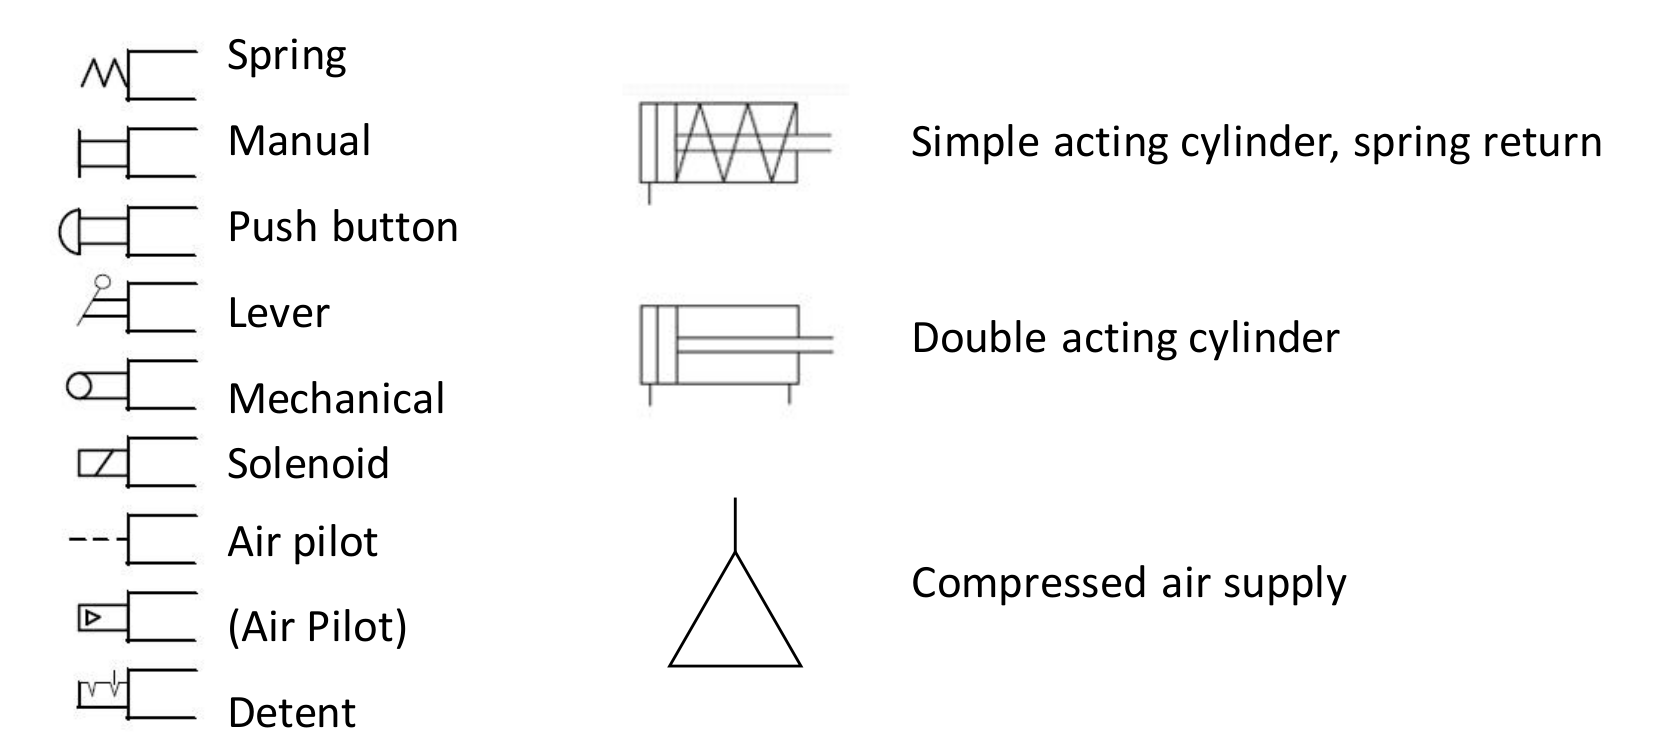 Spring
Manual
Push button
Lever
Mechanical
Solenoid
Air pilot
(Air Pilot)
Detent
Simple acting cylinder, spring return
Double acting cylinder
Compressed air supply